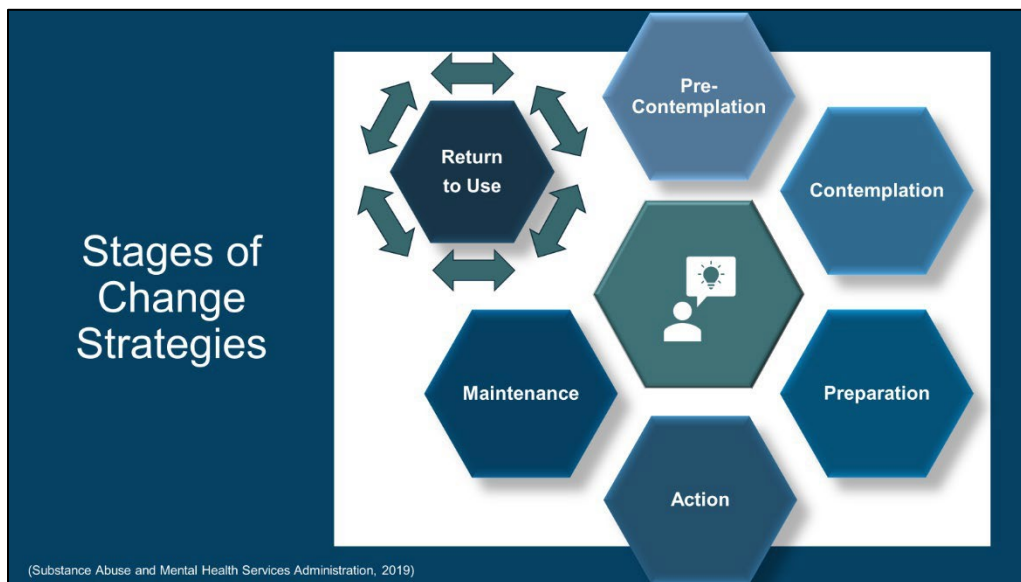 Stages of
Change
Strategies
Pre-
Contemplation
Contemplation
Preparation
Action
Maintenance
Return
to Use
(Substance Abuse and Mental Health Services Administration, 2019)